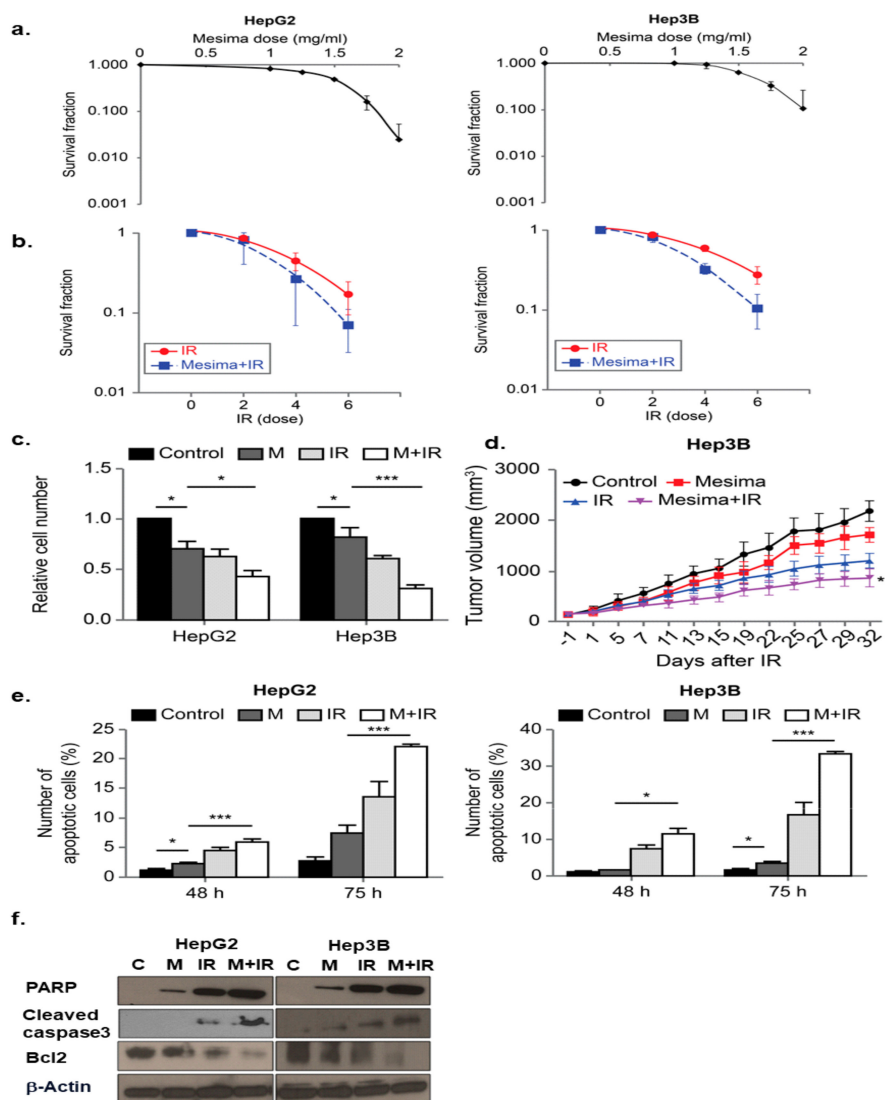 a.
HepG2
Mesima dose (mg/ml)
0 0.5 1 1.5 2
1.000
0.100
0.010
0.001
Survival fraction
Hep3B
Mesima dose (mg/ml)
0 0.5 1 1.5 2
1.000
0.100
0.010
0.001
Survival fraction
b.
1
0.1
0.01
Survival fraction
IR
Mesima+IR
0 2 4 6
IR (dose)
1
0.1
0.01
Survival fraction
IR
Mesima+IR
0 2 4 6
IR (dose)
c.
Control M IR M+IR
1.5
1.0
0.5
0.0
Relative cell number
* *
* ***
HepG2 Hep3B
d.
Hep3B
Control Mesima
IR Mesima+IR
3000
2000
1000
0
Tumor volume (mm³)
*
-1 1 5 7 11 13 15 19 22 25 27 29 32
Days after IR
e.
HepG2
Control M IR M+IR
25
20
15
10
5
0
Number of
apoptotic cells (%)
* ***
***
48 h 75 h
Hep3B
Control M IR M+IR
40
30
20
10
0
Number of
apoptotic cells (%)
*
* ***
48 h 75 h
f.
HepG2 Hep3B
C M IR M+IR C M IR M+IR
PARP
Cleaved
caspase3
Bcl2
β-Actin